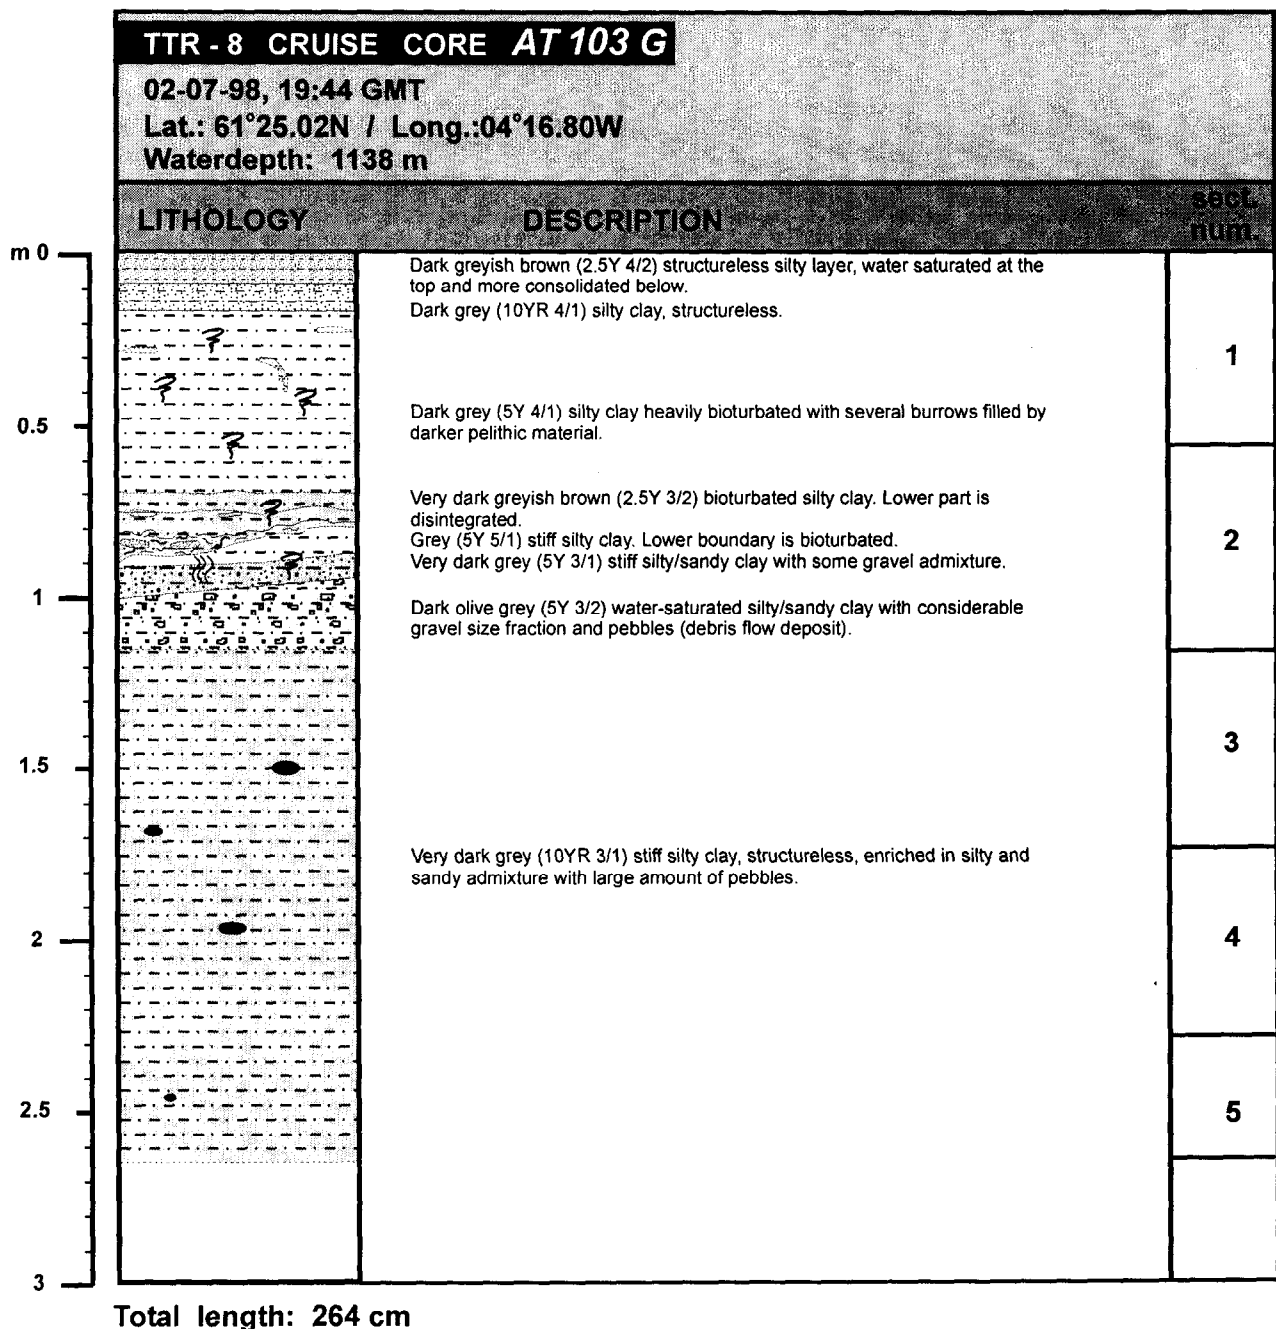 TTR - 8 CRUISE CORE AT 103 G
02-07-98, 19:44 GMT
Lat.: 61°25.02N / Long.:04°16.80W
Waterdepth: 1138 m
LITHOLOGY DESCRIPTION sect. num.
m 0
Dark greyish brown (2.5Y 4/2) structureless silty layer, water saturated at the
top and more consolidated below.
Dark grey (10YR 4/1) silty clay, structureless.
1
Dark grey (5Y 4/1) silty clay heavily bioturbated with several burrows filled by
darker pelithic material.
0.5
Very dark greyish brown (2.5Y 3/2) bioturbated silty clay. Lower part is
disintegrated.
Grey (5Y 5/1) stiff silty clay. Lower boundary is bioturbated.
2
Very dark grey (5Y 3/1) stiff silty/sandy clay with some gravel admixture.
1
Dark olive grey (5Y 3/2) water-saturated silty/sandy clay with considerable
gravel size fraction and pebbles (debris flow deposit).
3
1.5
Very dark grey (10YR 3/1) stiff silty clay, structureless, enriched in silty and
sandy admixture with large amount of pebbles.
2
4
2.5
5
3
Total length: 264 cm